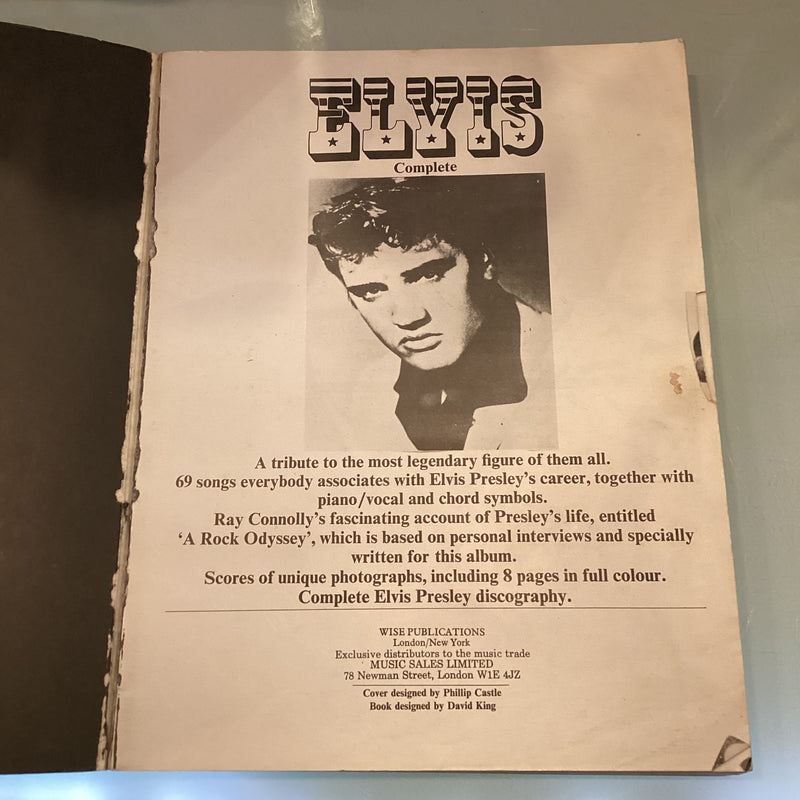 ELVIS
Complete
A tribute to the most legendary figure of them all.
69 songs everybody associates with Elvis Presley's career, together with
piano/vocal and chord symbols.
Ray Connolly's fascinating account of Presley's life, entitled
‘A Rock Odyssey’, which is based on personal interviews and specially
written for this album.
Scores of unique photographs, including 8 pages in full colour.
Complete Elvis Presley discography.
WISE PUBLICATIONS
London/New York
Exclusive distributors to the music trade
MUSIC SALES LIMITED
78 Newman Street, London W1E 4JZ
Cover designed by Phillip Castle
Book designed by David King